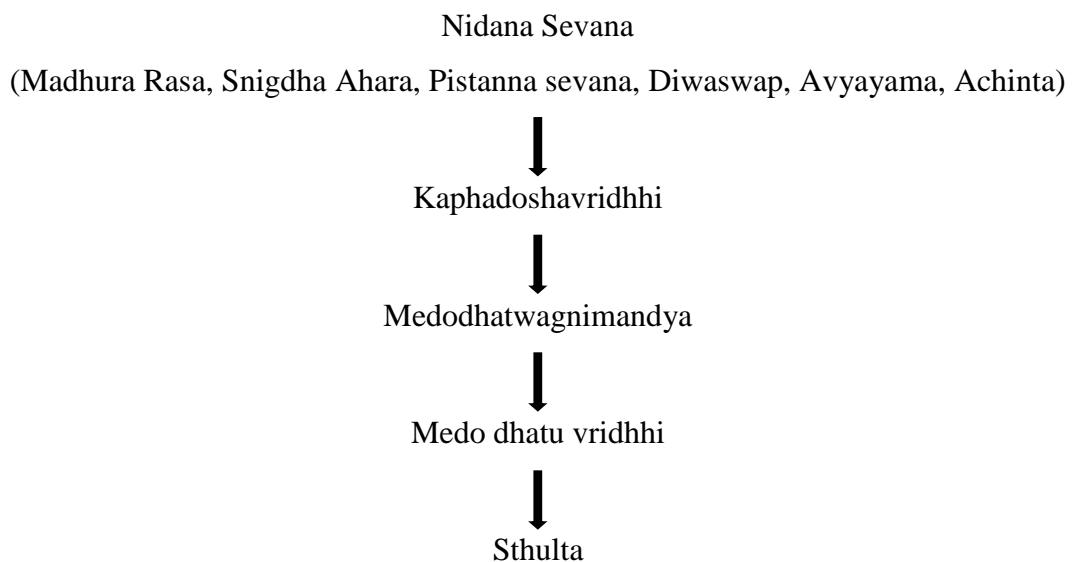 Nidana Sevana
(Madhura Rasa, Snigdha Ahara, Pistanna sevana, Diwaswap, Avyayama, Achinta)
Kaphadoshavridhhi
Medodhatwagnimandya
Medo dhatu vridhhi
Sthulta